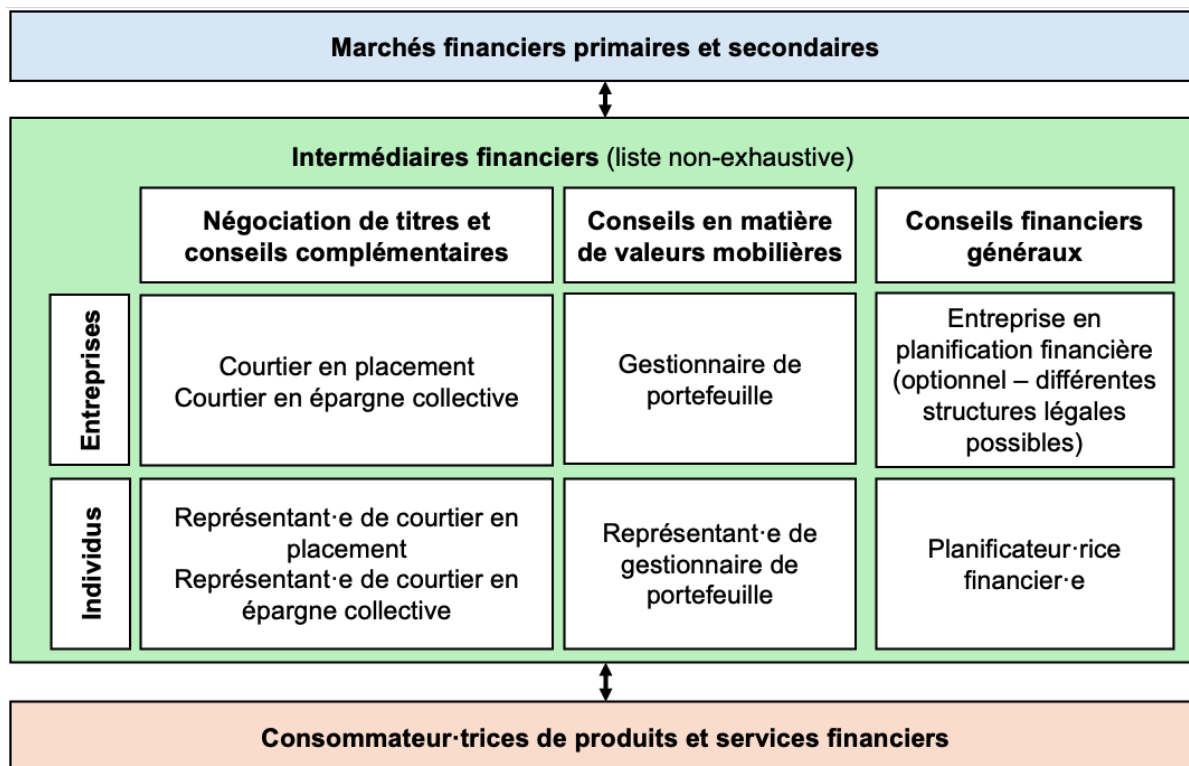 Marchés financiers primaires et secondaires
Intermédiaires financiers (liste non-exhaustive)
Négociation de titres et
conseils complémentaires
Conseils en matière
de valeurs mobilières
Conseils financiers
généraux
Entreprises
Courtier en placement
Courtier en épargne collective
Gestionnaire de
portefeuille
Entreprise en
planification financière
(optionnel – différentes
structures légales
possibles)
Individus
Représentant·e de courtier en
placement
Représentant·e de courtier en
épargne collective
Représentant·e de
gestionnaire de
portefeuille
Planificateur·rice
financier·e
Consommateur·trices de produits et services financiers